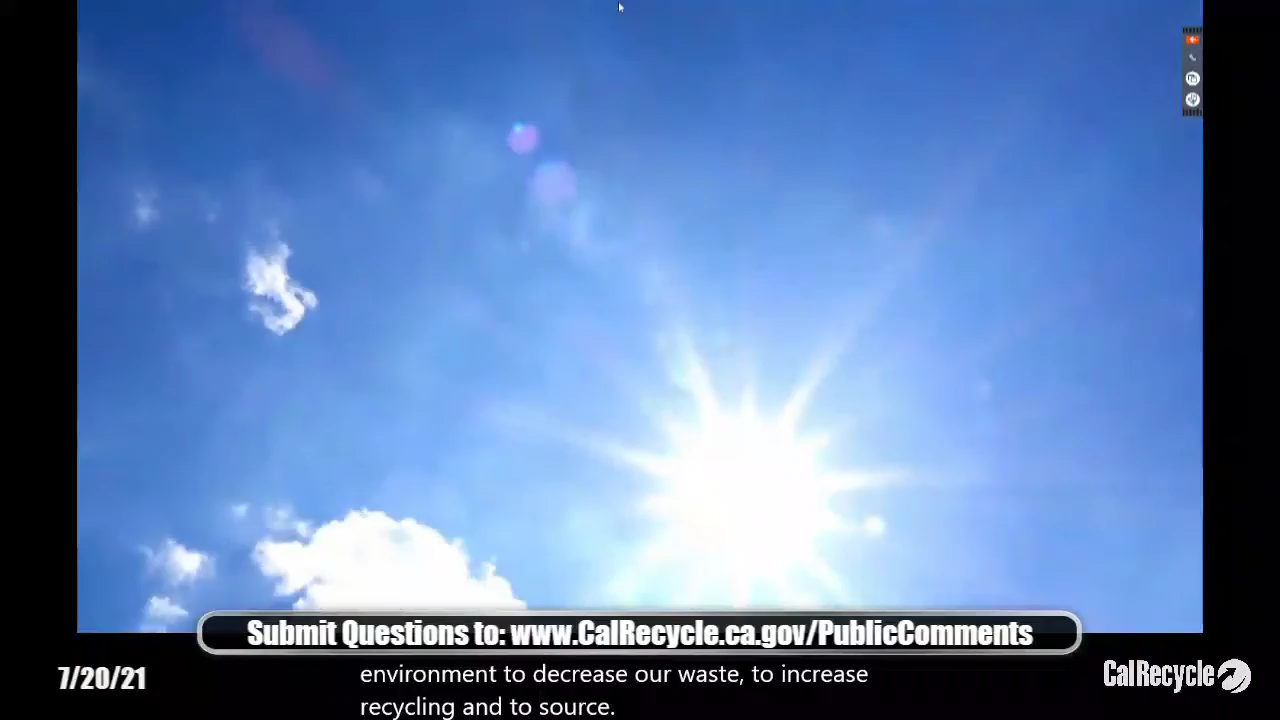 Submit Questions to: www.CalRecycle.ca.gov/PublicComments
environment to decrease our waste, to increase
recycling and to source.
7/20/21
CalRecycle